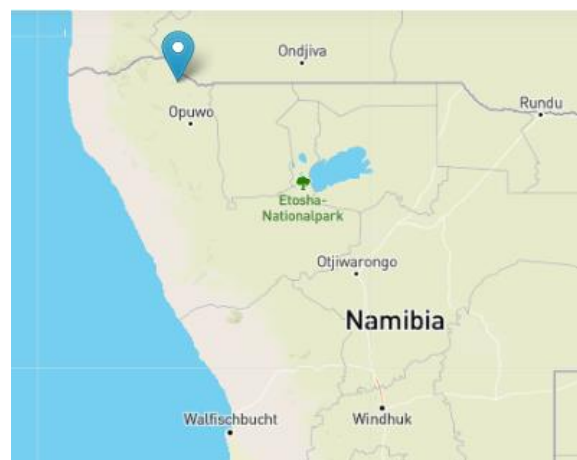 Ondjiva
Opuwo
Rundu
Etosha-
Nationalpark
Otjiwarongo
Namibia
Walfischbucht
Windhuk